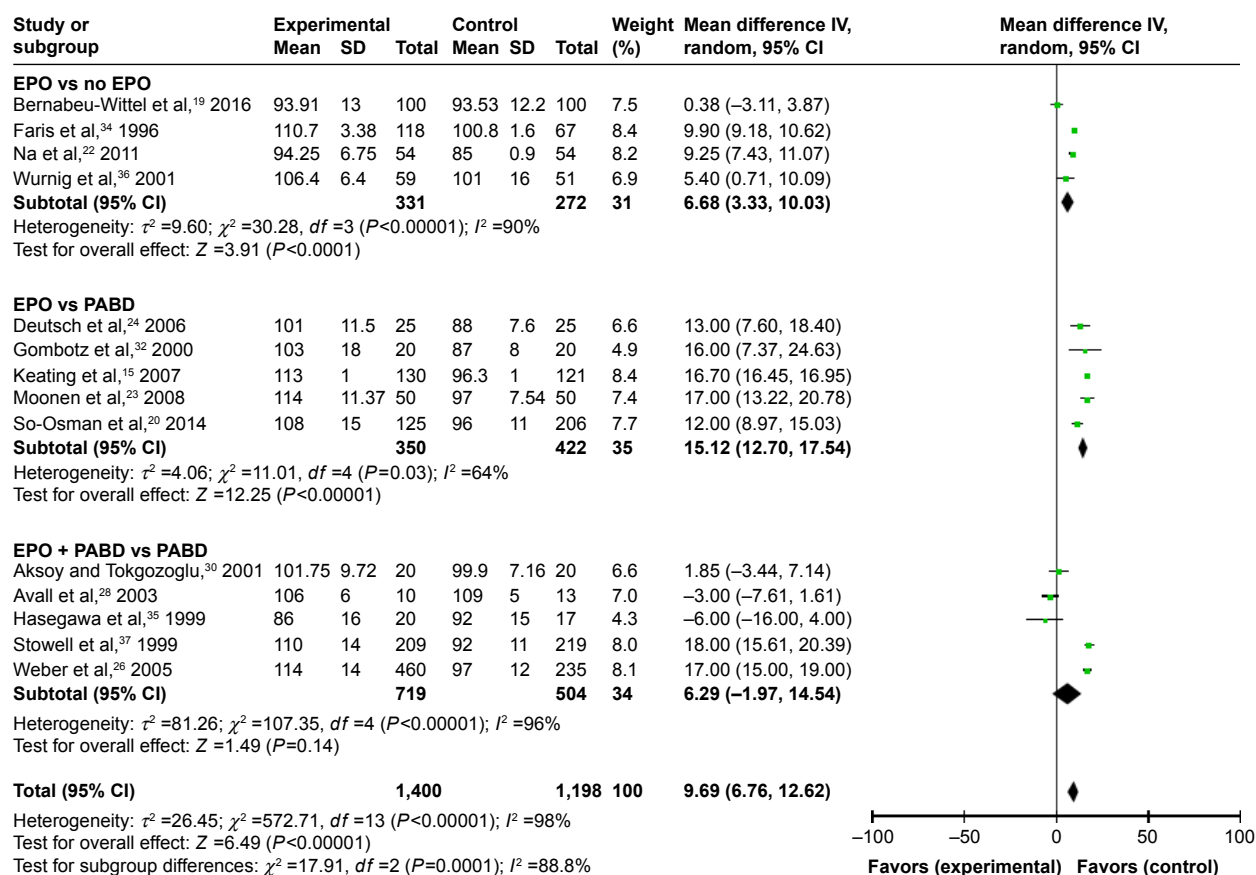 Study or subgroup Experimental Control Weight (%) Mean difference IV, random, 95% CI Mean difference IV, random, 95% CI
Mean SD Total Mean SD Total
EPO vs no EPO
Bernabeu-Wittel et al,19 2016 93.91 13 100 93.53 12.2 100 7.5 0.38 (–3.11, 3.87)
Faris et al,34 1996 110.7 3.38 118 100.8 1.6 67 8.4 9.90 (9.18, 10.62)
Na et al,22 2011 94.25 6.75 54 85 0.9 54 8.2 9.25 (7.43, 11.07)
Wurnig et al,36 2001 106.4 6.4 59 101 16 51 6.9 5.40 (0.71, 10.09)
Subtotal (95% CI) 331 272 31 6.68 (3.33, 10.03)
Heterogeneity: τ² =9.60; χ² =30.28, df =3 (P<0.00001); I² =90%
Test for overall effect: Z =3.91 (P<0.0001)
EPO vs PABD
Deutsch et al,24 2006 101 11.5 25 88 7.6 25 6.6 13.00 (7.60, 18.40)
Gombotz et al,32 2000 103 18 20 87 8 20 4.9 16.00 (7.37, 24.63)
Keating et al,15 2007 113 1 130 96.3 1 121 8.4 16.70 (16.45, 16.95)
Moonen et al,23 2008 114 11.37 50 97 7.54 50 7.4 17.00 (13.22, 20.78)
So-Osman et al,20 2014 108 15 125 96 11 206 7.7 12.00 (8.97, 15.03)
Subtotal (95% CI) 350 422 35 15.12 (12.70, 17.54)
Heterogeneity: τ² =4.06; χ² =11.01, df =4 (P=0.03); I² =64%
Test for overall effect: Z =12.25 (P<0.00001)
EPO + PABD vs PABD
Aksoy and Tokgozoglu,30 2001 101.75 9.72 20 99.9 7.16 20 6.6 1.85 (–3.44, 7.14)
Avall et al,28 2003 106 6 10 109 5 13 7.0 –3.00 (–7.61, 1.61)
Hasegawa et al,35 1999 86 16 20 92 15 17 4.3 –6.00 (–16.00, 4.00)
Stowell et al,37 1999 110 14 209 92 11 219 8.0 18.00 (15.61, 20.39)
Weber et al,26 2005 114 14 460 97 12 235 8.1 17.00 (15.00, 19.00)
Subtotal (95% CI) 719 504 34 6.29 (–1.97, 14.54)
Heterogeneity: τ² =81.26; χ² =107.35, df =4 (P<0.00001); I² =96%
Test for overall effect: Z =1.49 (P=0.14)
Total (95% CI) 1,400 1,198 100 9.69 (6.76, 12.62)
Heterogeneity: τ² =26.45; χ² =572.71, df =13 (P<0.00001); I² =98%
Test for overall effect: Z =6.49 (P<0.00001)
Test for subgroup differences: χ² =17.91, df =2 (P=0.0001); I² =88.8%
–100 –50 0 50 100
Favors (experimental) Favors (control)